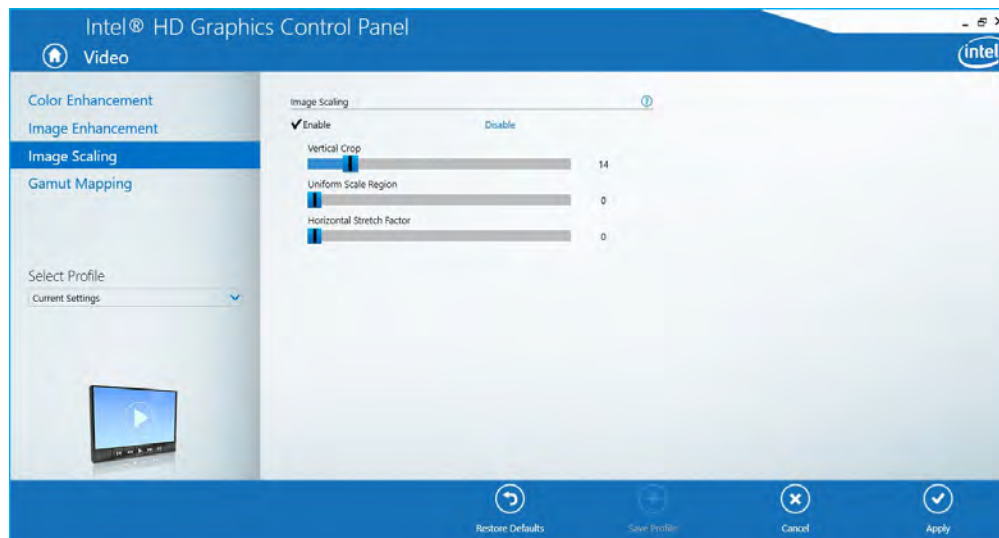 Intel® HD Graphics Control Panel
Video
intel
Color Enhancement
Image Enhancement
Image Scaling
Gamut Mapping
Select Profile
Current Settings
Image Scaling
Enable Disable
Vertical Crop
14
Uniform Scale Region
0
Horizontal Stretch Factor
0
Restore Defaults Save Profile Cancel Apply